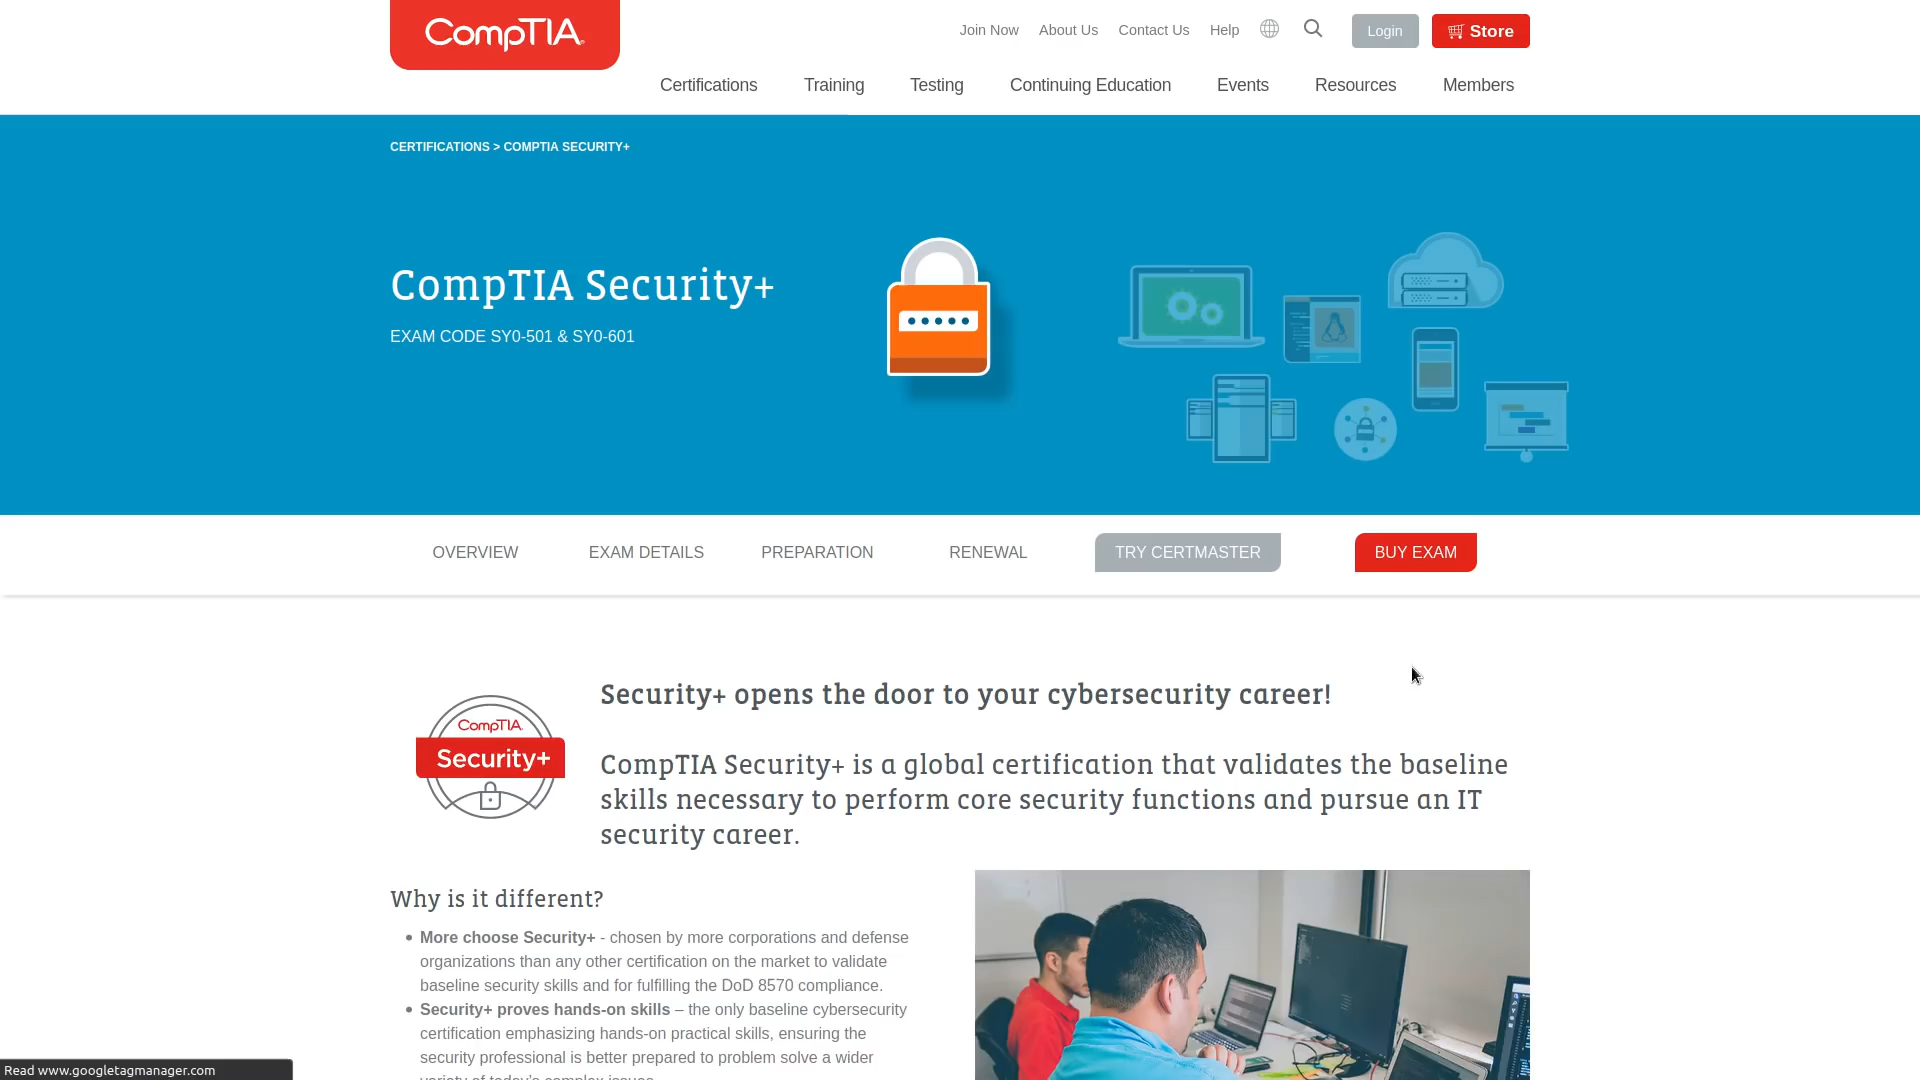 CompTIA.
Join Now
About Us
Contact Us
Help
Login
Store
Certifications
Training
Testing
Continuing Education
Events
Resources
Members
CERTIFICATIONS > COMPTIA SECURITY+
CompTIA Security+
EXAM CODE SY0-501 & SY0-601
OVERVIEW
EXAM DETAILS
PREPARATION
RENEWAL
TRY CERTMASTER
BUY EXAM
CompTIA.
Security+
Security+ opens the door to your cybersecurity career!
CompTIA Security+ is a global certification that validates the baseline
skills necessary to perform core security functions and pursue an IT
security career.
Why is it different?
More choose Security+ - chosen by more corporations and defense
organizations than any other certification on the market to validate
baseline security skills and for fulfilling the DoD 8570 compliance.
Security+ proves hands-on skills – the only baseline cybersecurity
certification emphasizing hands-on practical skills, ensuring the
security professional is better prepared to problem solve a wider
variety of today's complex issues.
Read www.googletagmanager.com